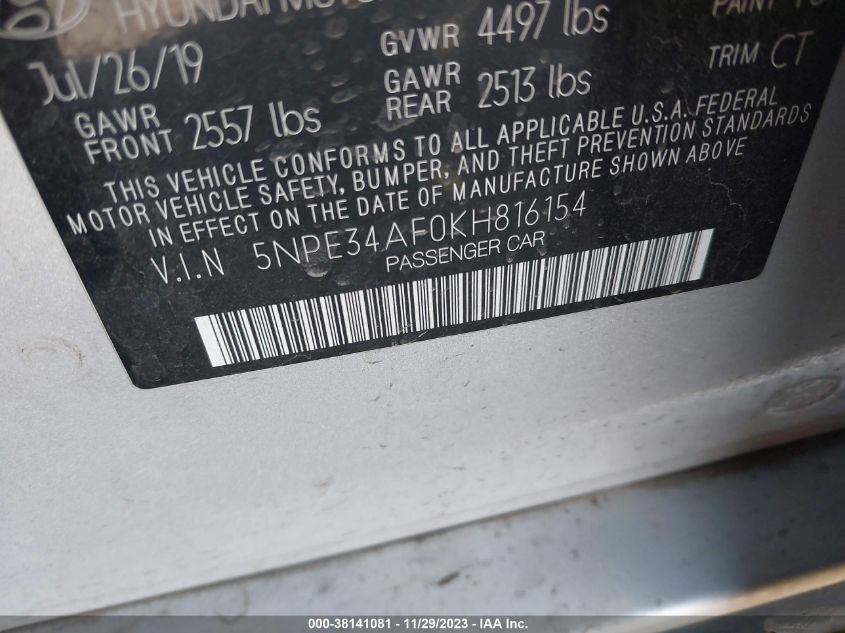 HYUNDAI
Jul/26/19
GVWR 4497 lbs
PAINT
GAWR FRONT 2557 lbs
GAWR REAR 2513 lbs
TRIM CT
THIS VEHICLE CONFORMS TO ALL APPLICABLE U.S.A. FEDERAL
MOTOR VEHICLE SAFETY, BUMPER, AND THEFT PREVENTION STANDARDS
IN EFFECT ON THE DATE OF MANUFACTURE SHOWN ABOVE
V.I.N 5NPE34AF0KH816154
PASSENGER CAR
000-38141081 - 11/29/2023 - IAA Inc.